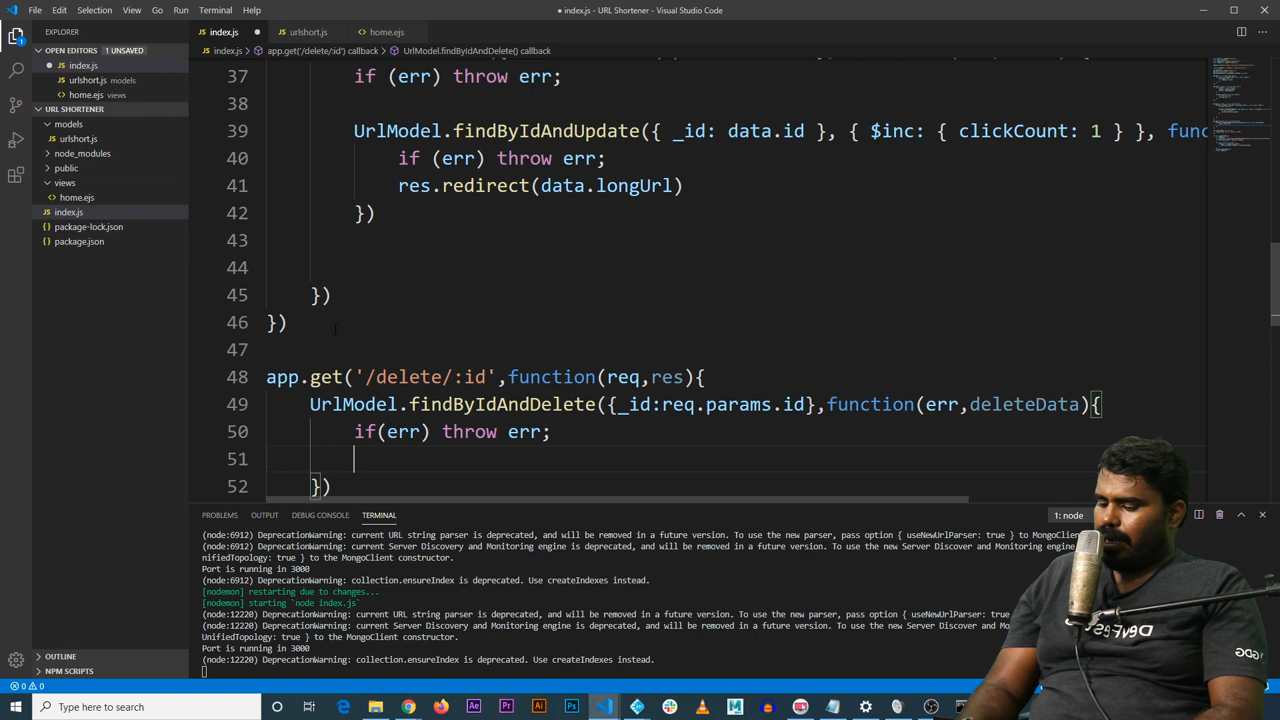 File Edit Selection View Go Run Terminal Help
● index.js - URL Shortener - Visual Studio Code
EXPLORER
index.js ●
urlshort.js
home.ejs
OPEN EDITORS 1 UNSAVED
index.js > app.get('/delete/:id') callback > UrlModel.findByIdAndDelete() callback
● index.js
urlshort.js models
home.ejs views
URL SHORTENER
models
urlshort.js
node_modules
public
views
home.ejs
index.js
package-lock.json
package.json
OUTLINE
NPM SCRIPTS
37 if (err) throw err;
38
39 UrlModel.findByIdAndUpdate({ _id: data.id }, { $inc: { clickCount: 1 } }, func
40 if (err) throw err;
41 res.redirect(data.longUrl)
42 })
43
44
45 })
46 })
47
48 app.get('/delete/:id',function(req,res){
49 UrlModel.findByIdAndDelete({_id:req.params.id},function(err,deleteData){
50 if(err) throw err;
51
52 })
PROBLEMS OUTPUT DEBUG CONSOLE TERMINAL
1: node
(node:6912) DeprecationWarning: current URL string parser is deprecated, and will be removed in a future version. To use the new parser, pass option { useNewUrlParser: true } to MongoCl
(node:6912) DeprecationWarning: current Server Discovery and Monitoring engine is deprecated, and will be removed in a future version. To use the new Server Discover and Monitoring engine
nifiedTopology: true } to the MongoClient constructor.
Port is running in 3000
(node:6912) DeprecationWarning: collection.ensureIndex is deprecated. Use createIndexes instead.
[nodemon] restarting due to changes...
[nodemon] starting `node index.js`
(node:12220) DeprecationWarning: current URL string parser is deprecated, and will be removed in a future version. To use the new parser, pass option { useNewUrlParser: true
(node:12220) DeprecationWarning: current Server Discovery and Monitoring engine is deprecated, and will be removed in a future version. To use the new Server Discover and Mo
UnifiedTopology: true } to the MongoClient constructor.
Port is running in 3000
(node:12220) DeprecationWarning: collection.ensureIndex is deprecated. Use createIndexes instead.
DevFest
GDG
0 0
Type here to search